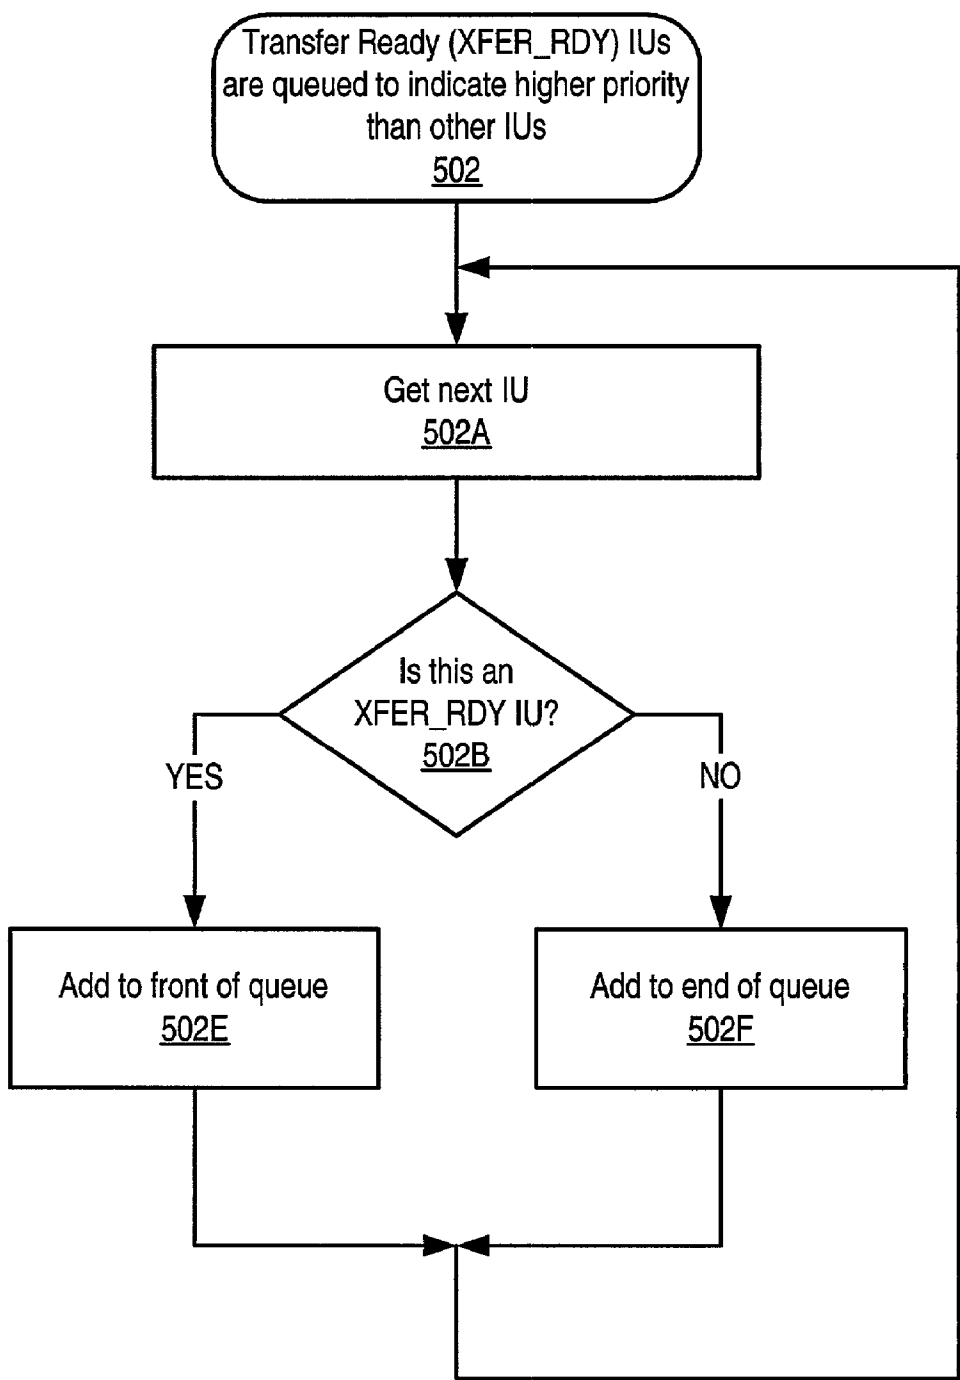 Transfer Ready (XFER_RDY) IUs
are queued to indicate higher priority
than other IUs
502
Get next IU
502A
Is this an
XFER_RDY IU?
502B
YES
NO
Add to front of queue
502E
Add to end of queue
502F